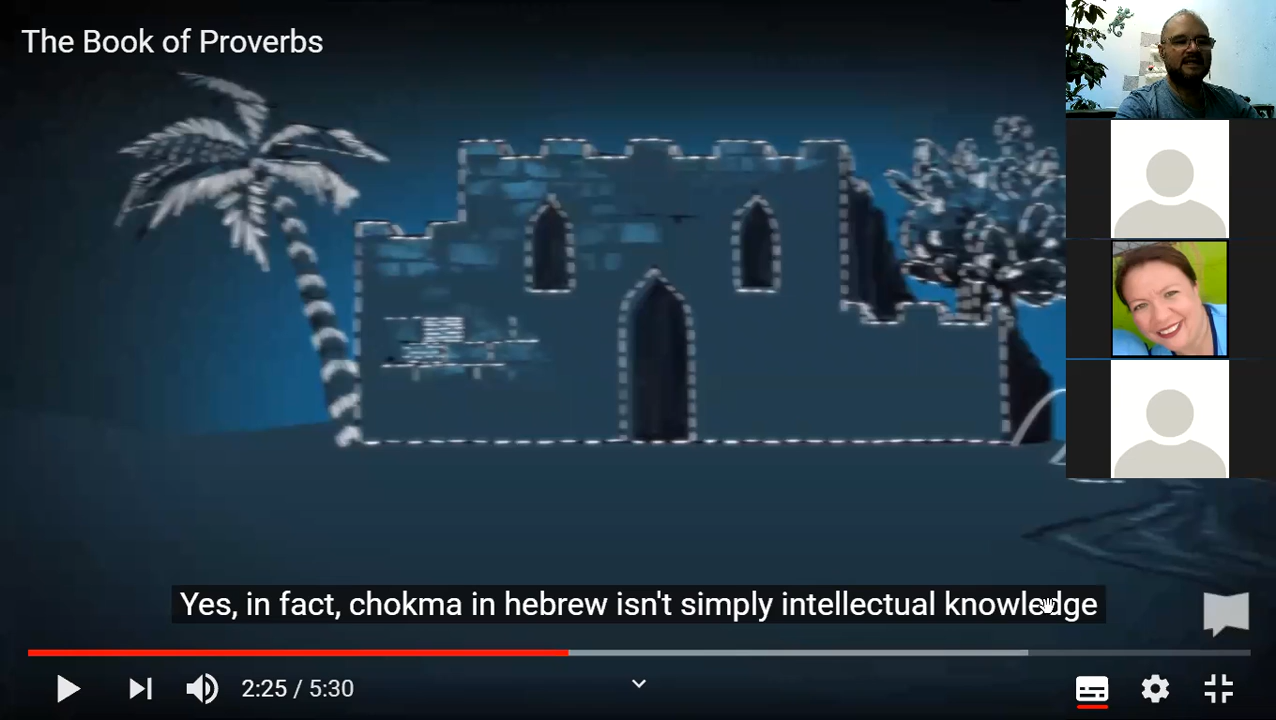 The Book of Proverbs
Yes, in fact, chokma in hebrew isn't simply intellectual knowledge
2:25 / 5:30